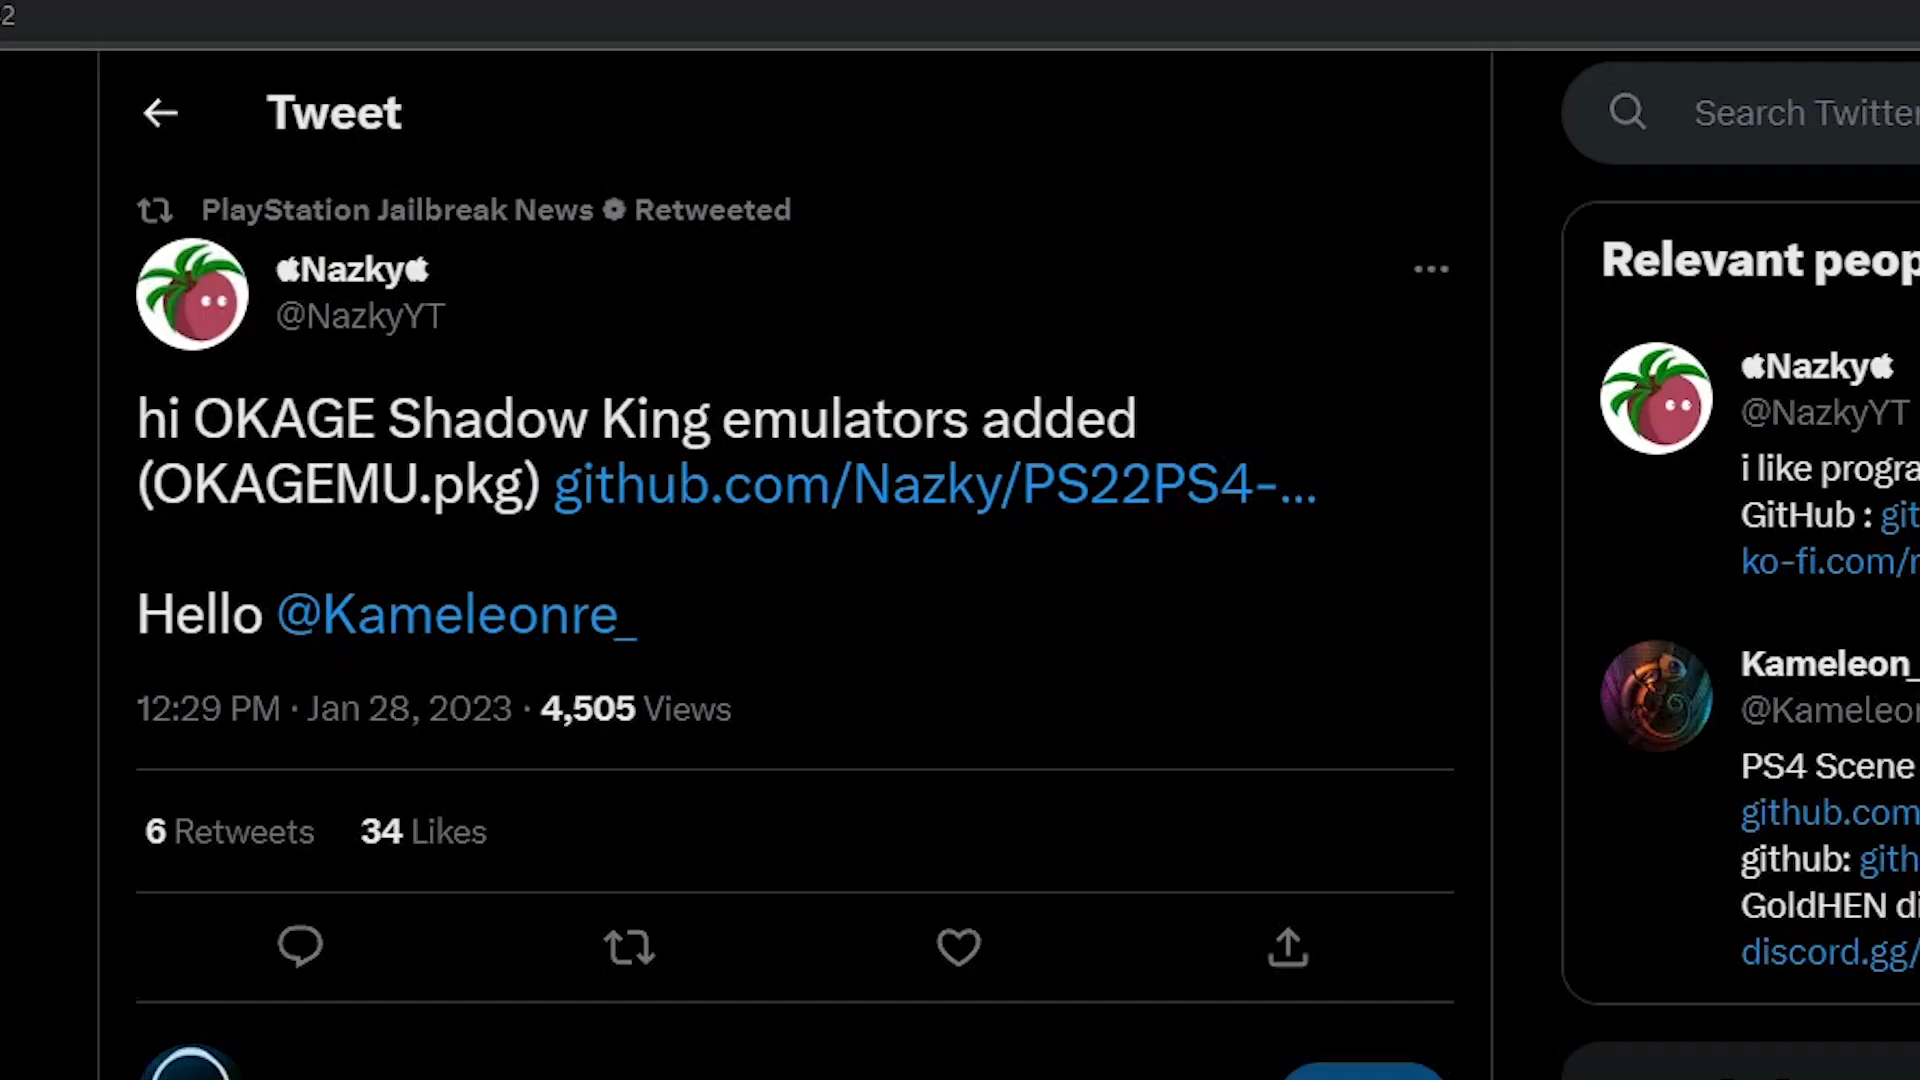 2
Tweet
Search Twitter
PlayStation Jailbreak News Retweeted
Nazky
@NazkyYT
hi OKAGE Shadow King emulators added
(OKAGEMU.pkg) github.com/Nazky/PS22PS4-...
Hello @Kameleonre_
12:29 PM · Jan 28, 2023 · 4,505 Views
6 Retweets 34 Likes
Relevant peop
Nazky
@NazkyYT
i like progra
GitHub : git
ko-fi.com/
Kameleon_
@Kameleon
PS4 Scene
github.com
github: gith
GoldHEN di
discord.gg/